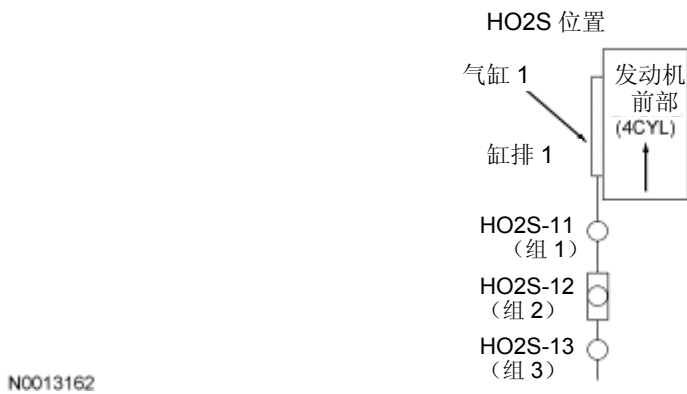 HO2S 位置
气缸 1
发动机
前部
(4CYL)
缸排 1
HO2S-11
（组 1）
HO2S-12
（组 2）
HO2S-13
（组 3）
N0013162